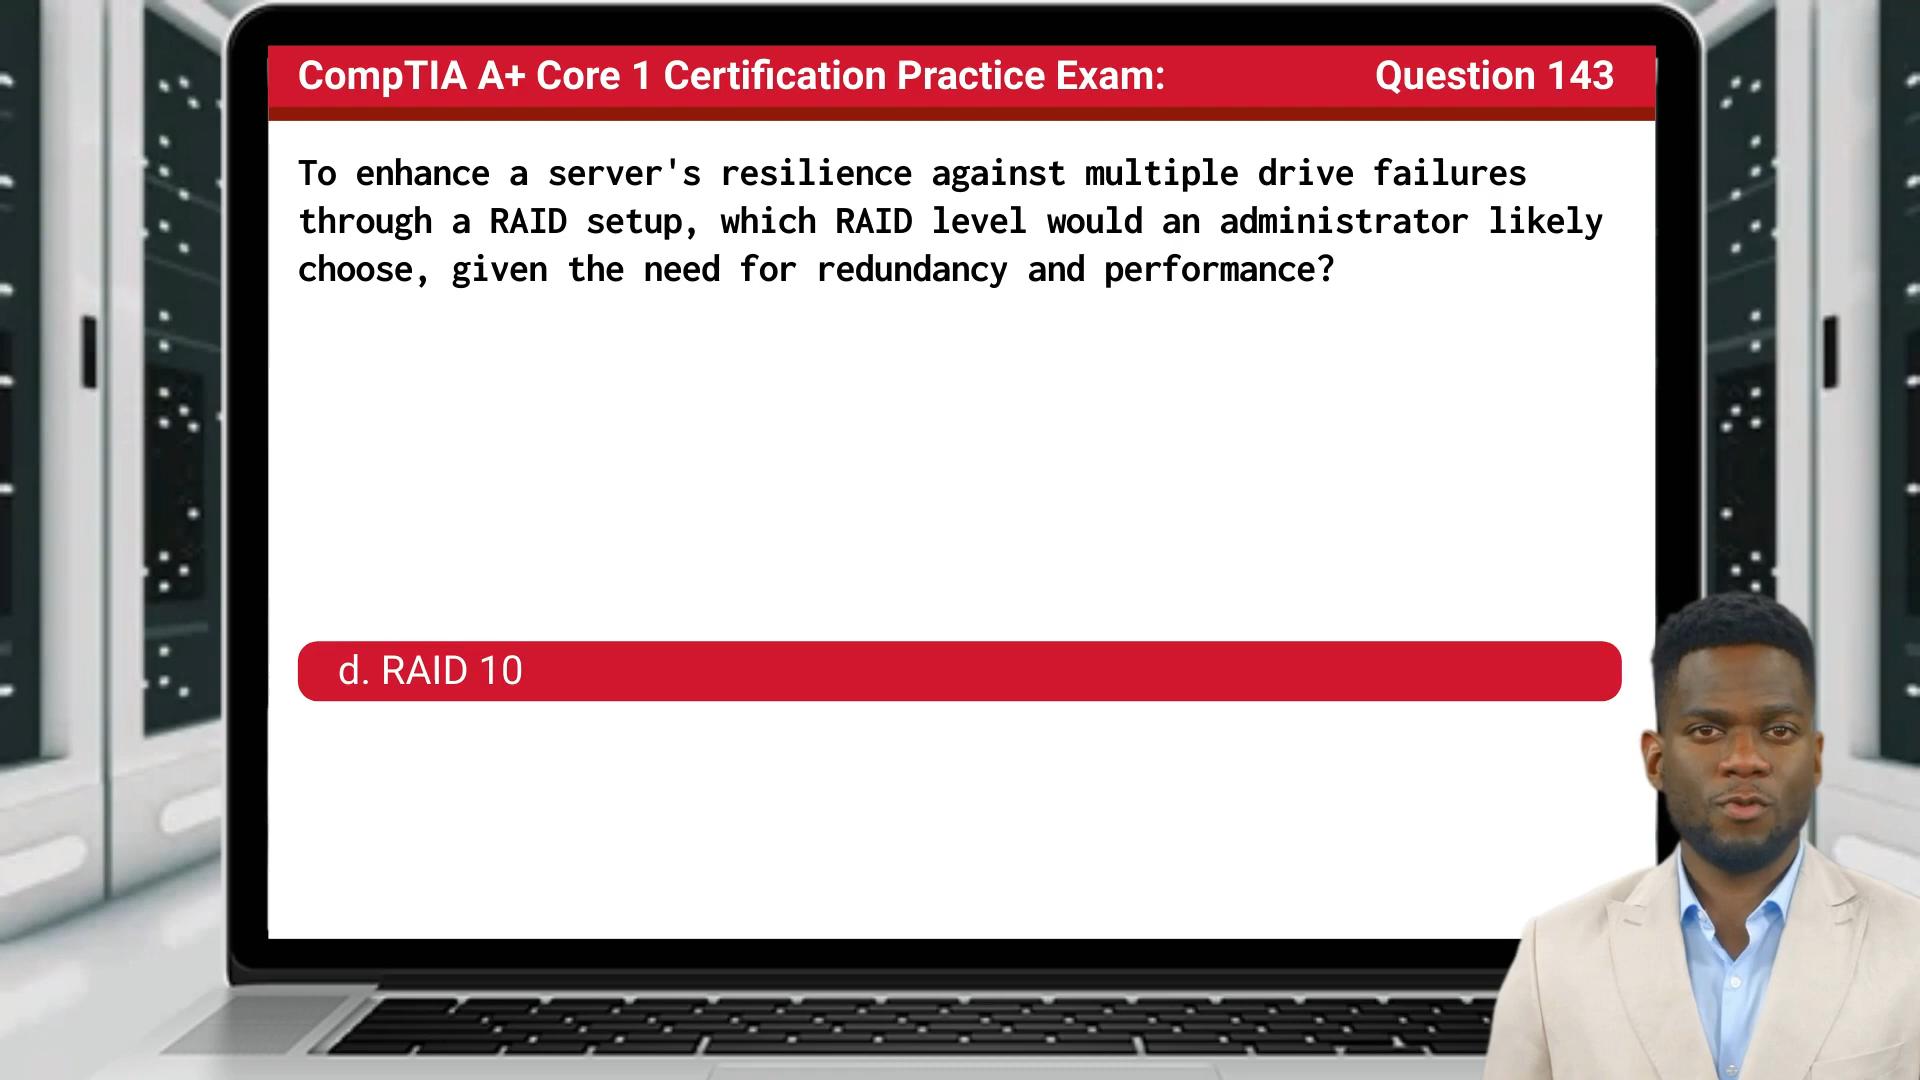 CompTIA A+ Core 1 Certification Practice Exam:
Question 143
To enhance a server's resilience against multiple drive failures
through a RAID setup, which RAID level would an administrator likely
choose, given the need for redundancy and performance?
d. RAID 10